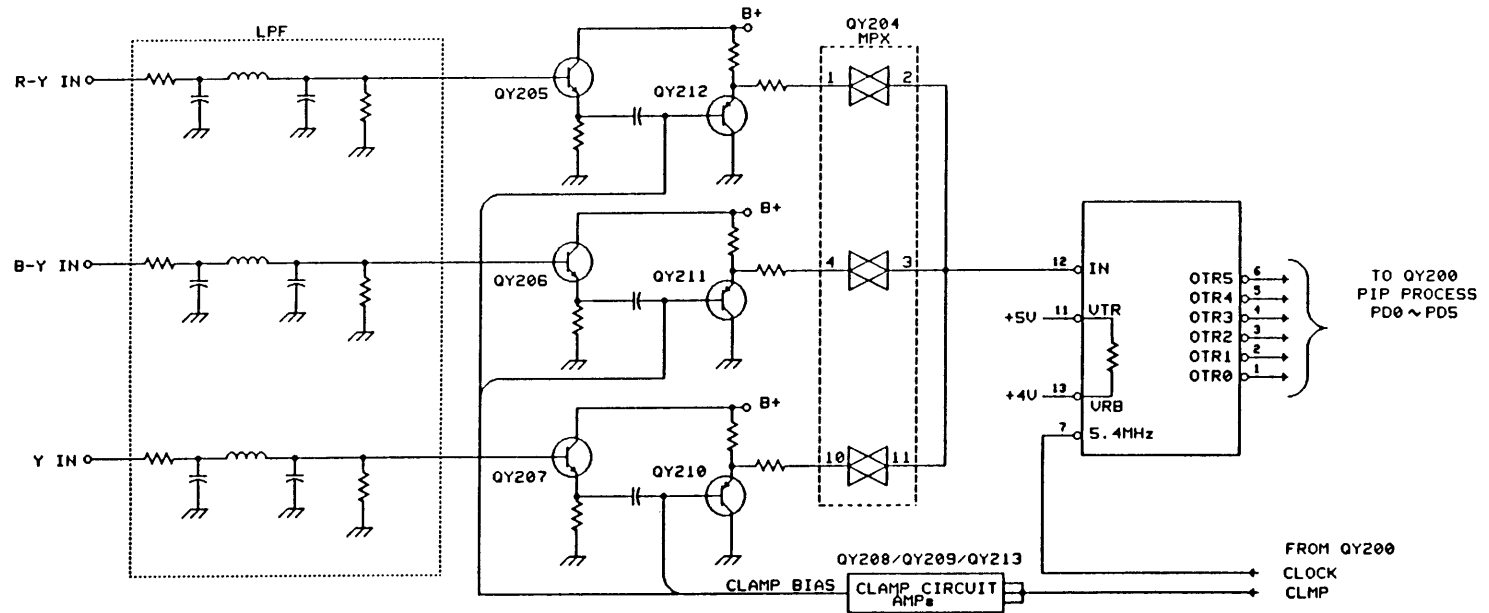 LPF
B+
QY204
MPX
R-Y IN
QY205
QY212
1 2
B+
B-Y IN
QY206
QY211
4 3
12 IN
OTR5 6
OTR4 5
OTR3 4
OTR2 3
OTR1 2
OTR0 1
TO QY200
PIP PROCESS
PD0~PD5
+5V 11 VTR
+4V 13 VRB
7 5.4MHz
B+
Y IN
QY207
QY210
10 11
QY208/QY209/QY213
CLAMP BIAS
CLAMP CIRCUIT
AMPs
FROM QY200
CLOCK
CLMP